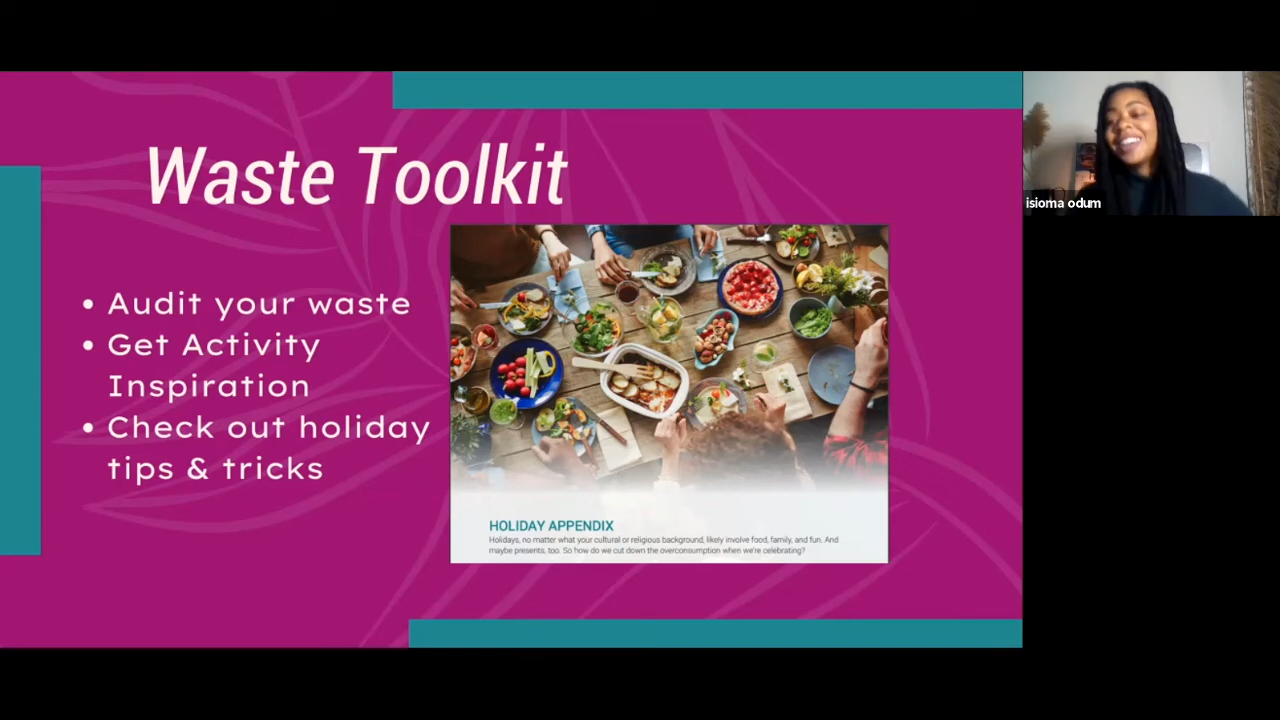 Waste Toolkit
• Audit your waste
• Get Activity
Inspiration
• Check out holiday
tips & tricks
HOLIDAY APPENDIX
Holidays, no matter what your cultural or religious background, likely involve food, family, and fun. And
maybe presents, too. So how do we cut down the overconsumption when we're celebrating?
isioma odum